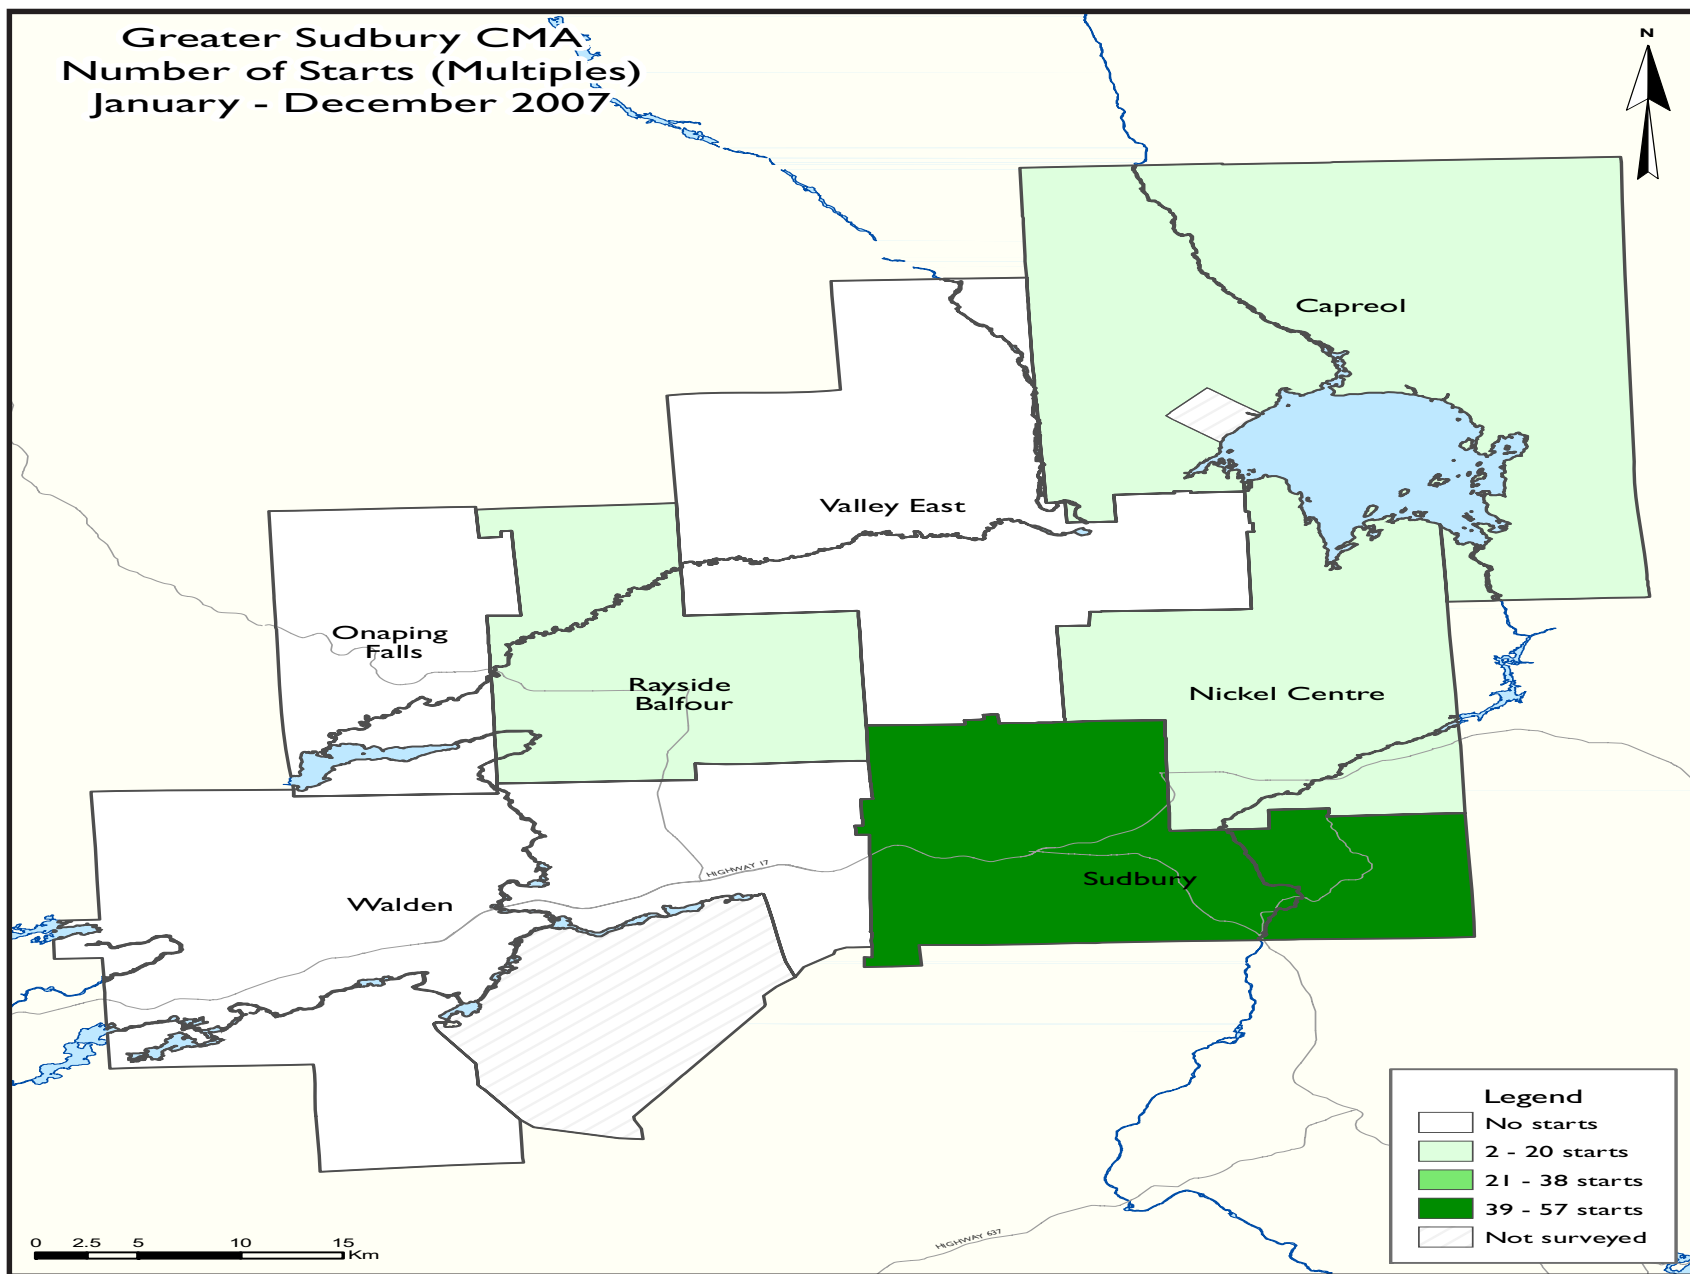 Greater Sudbury CMA
Number of Starts (Multiples)
January - December 2007
N
Capreol
Valley East
Onaping
Falls
Rayside
Balfour
Nickel Centre
HIGHWAY 17
Sudbury
Walden
Legend
No starts
2 - 20 starts
21 - 38 starts
39 - 57 starts
Not surveyed
HIGHWAY 637
0 2.5 5 10 15
Km